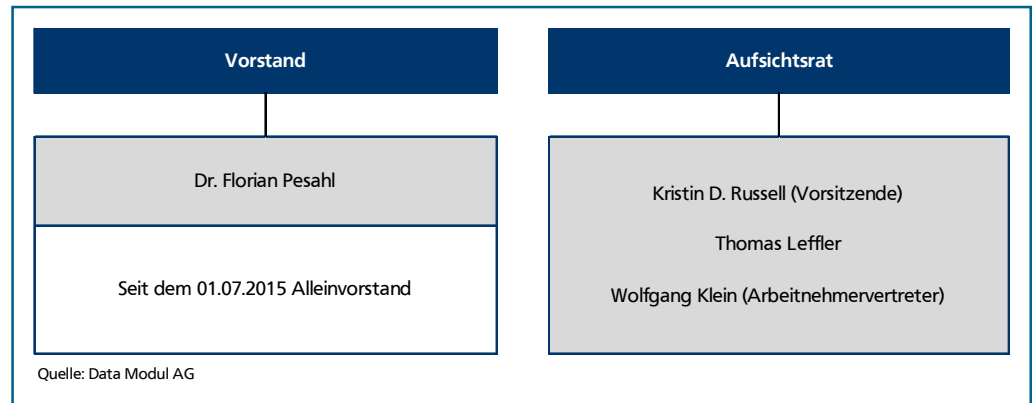 Vorstand
Dr. Florian Pesahl
Seit dem 01.07.2015 Alleinvorstand
Aufsichtsrat
Kristin D. Russell (Vorsitzende)
Thomas Leffler
Wolfgang Klein (Arbeitnehmervertreter)
Quelle: Data Modul AG